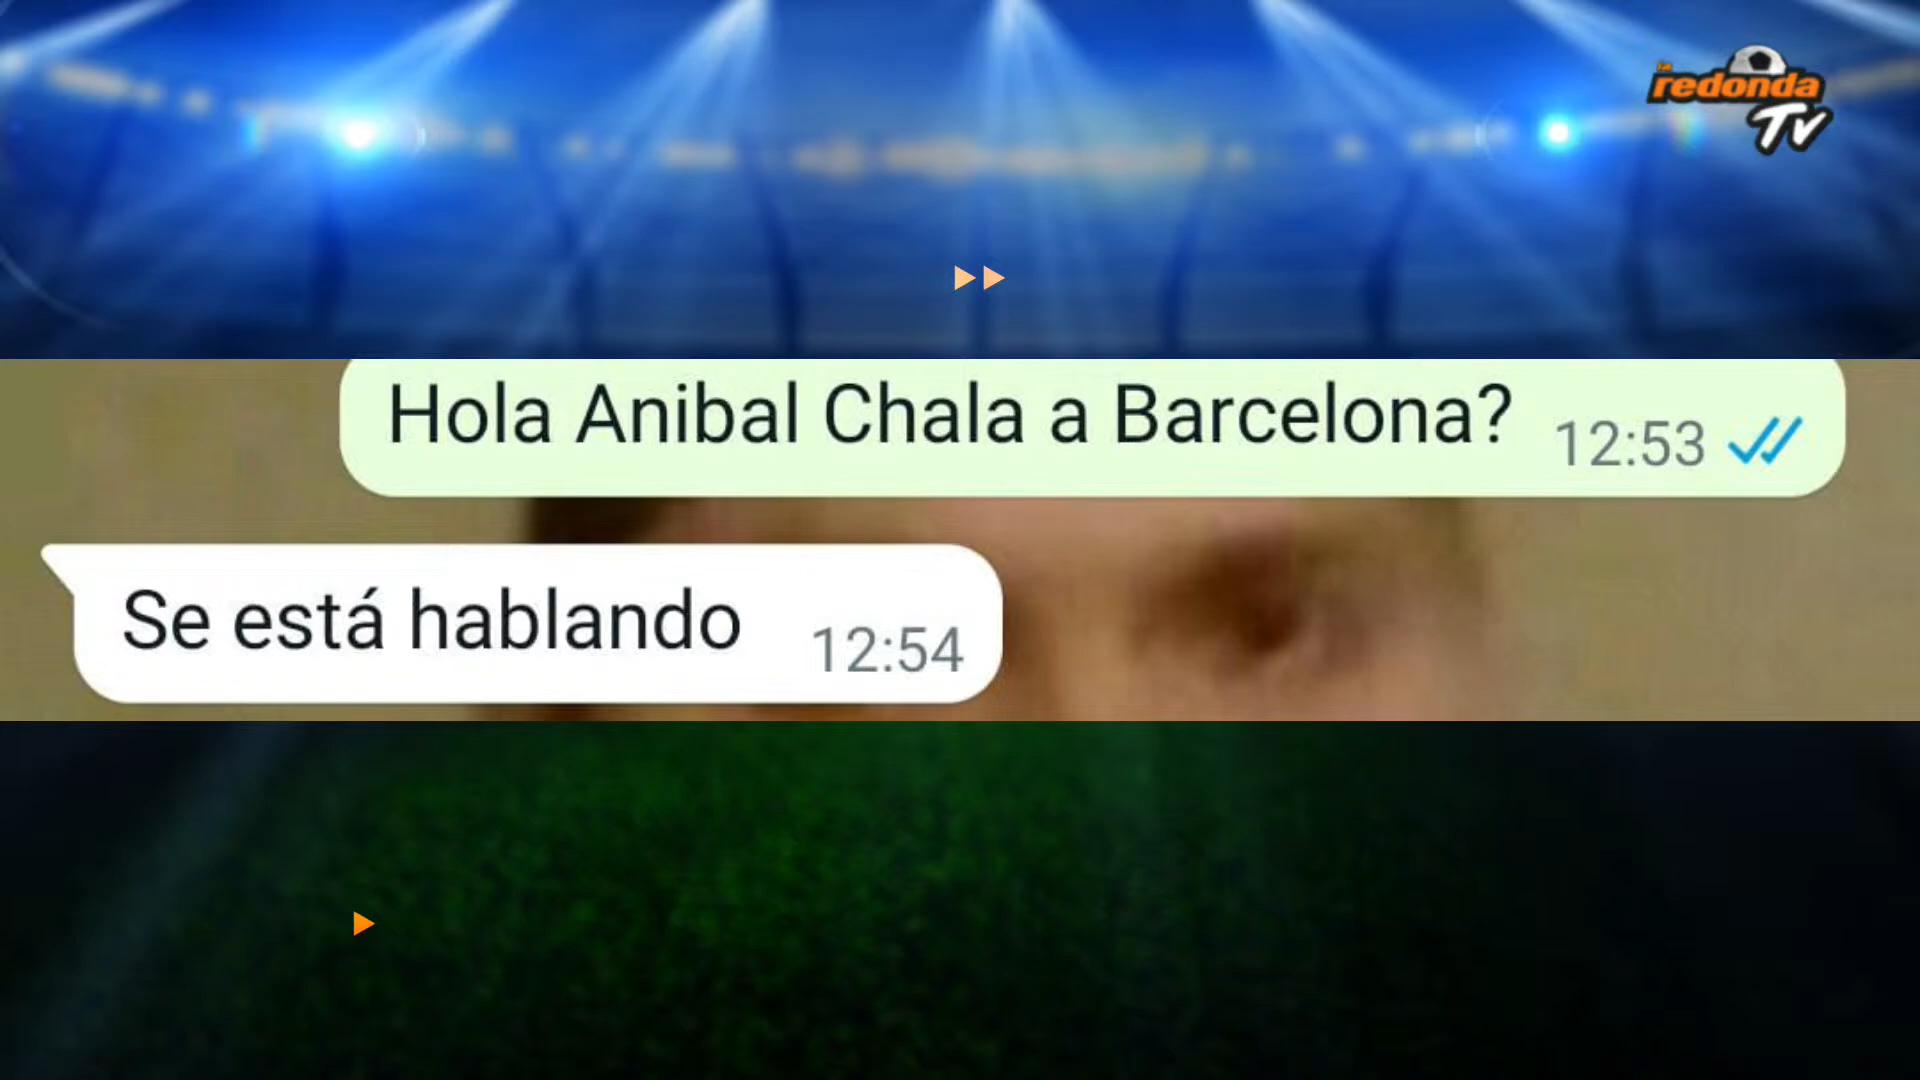 la
redonda
Tv
Hola Anibal Chala a Barcelona?
12:53
Se está hablando
12:54